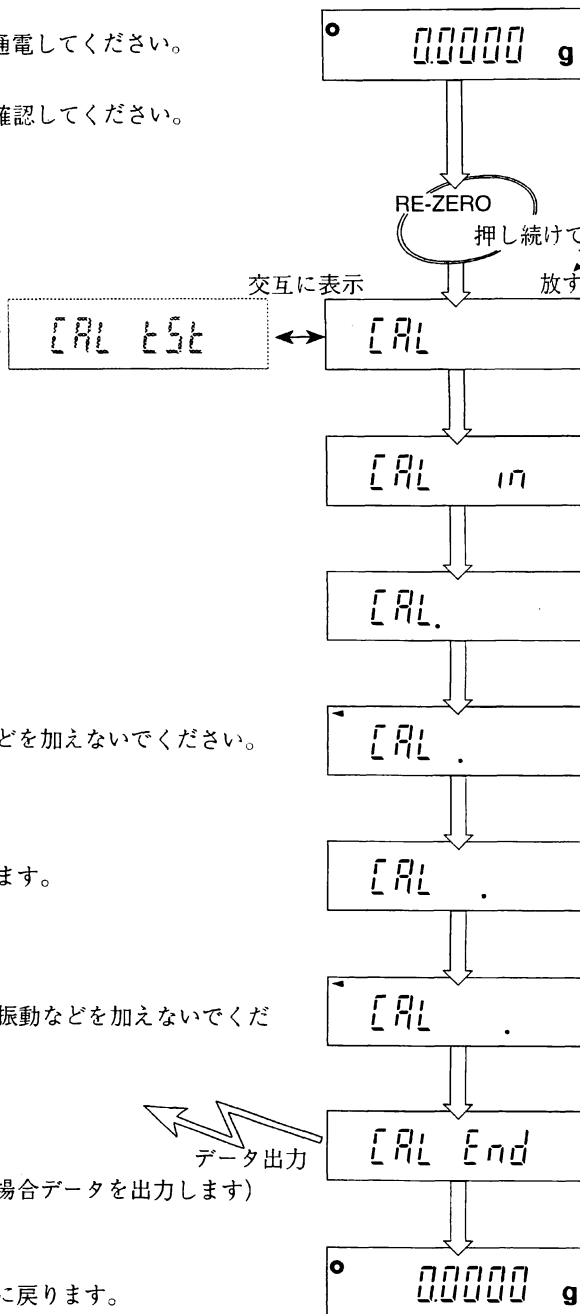 通電してください。
0.0000 g
確認してください。
RE-ZERO
押し続けて
交互に表示
放す
CAL tSt
CAL
CAL in
CAL.
どを加えないでください。
CAL .
ます。
CAL .
振動などを加えないでくだ
CAL .
データ出力
CAL End
場合データを出力します)
に戻ります。
0.0000 g